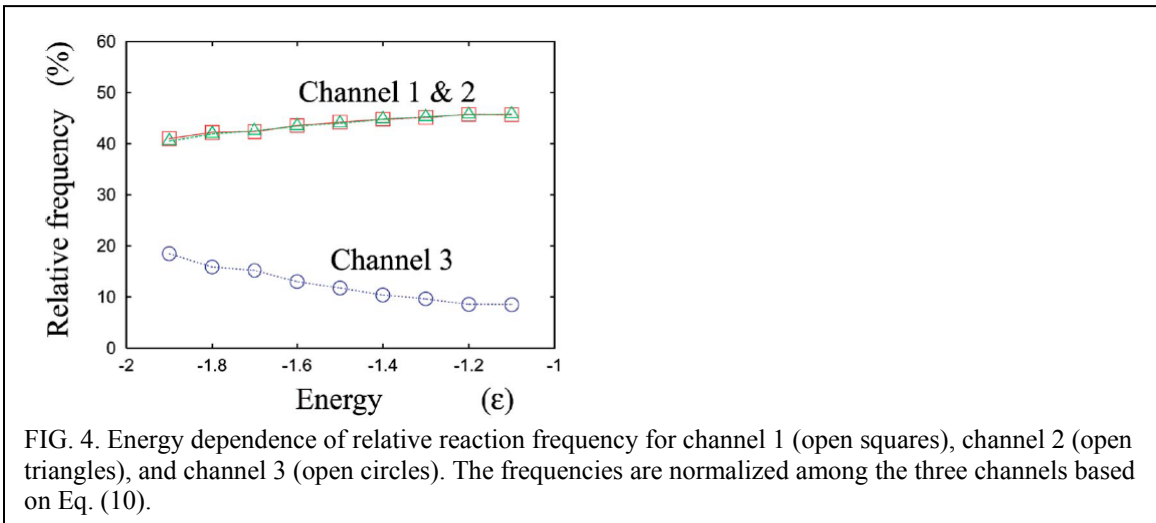 60
50
40
30
20
10
0
Relative frequency (%)
Channel 1 & 2
Channel 3
-2 -1.8 -1.6 -1.4 -1.2 -1
Energy (ε)
FIG. 4. Energy dependence of relative reaction frequency for channel 1 (open squares), channel 2 (open
triangles), and channel 3 (open circles). The frequencies are normalized among the three channels based
on Eq. (10).